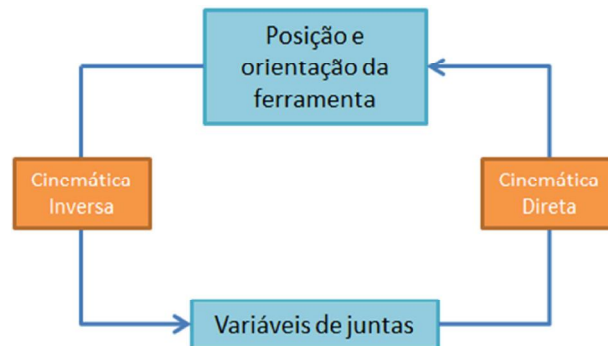 Posição e
orientação da
ferramenta
Cinemática
Inversa
Cinemática
Direta
Variáveis de juntas